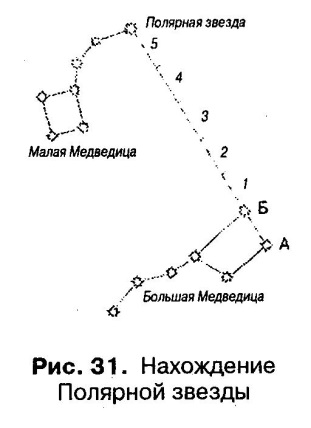 Полярная звезда
5
4
3
2
1
Малая Медведица
Б
А
Большая Медведица
Рис. 31. Нахождение
Полярной звезды